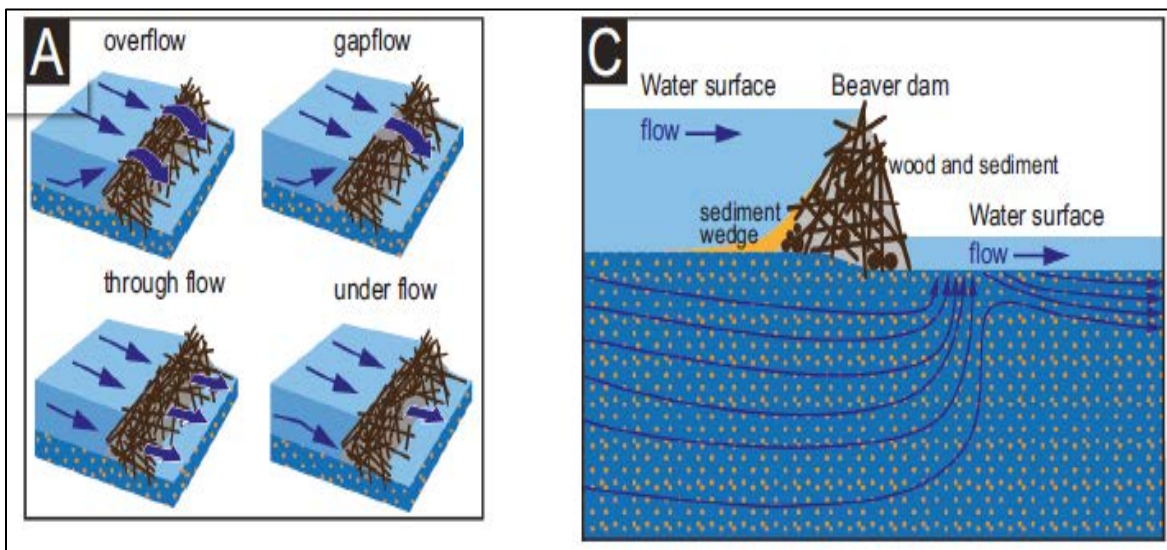 A
overflow
gapflow
through flow
under flow
C
Water surface
Beaver dam
flow
wood and sediment
sediment
wedge
Water surface
flow